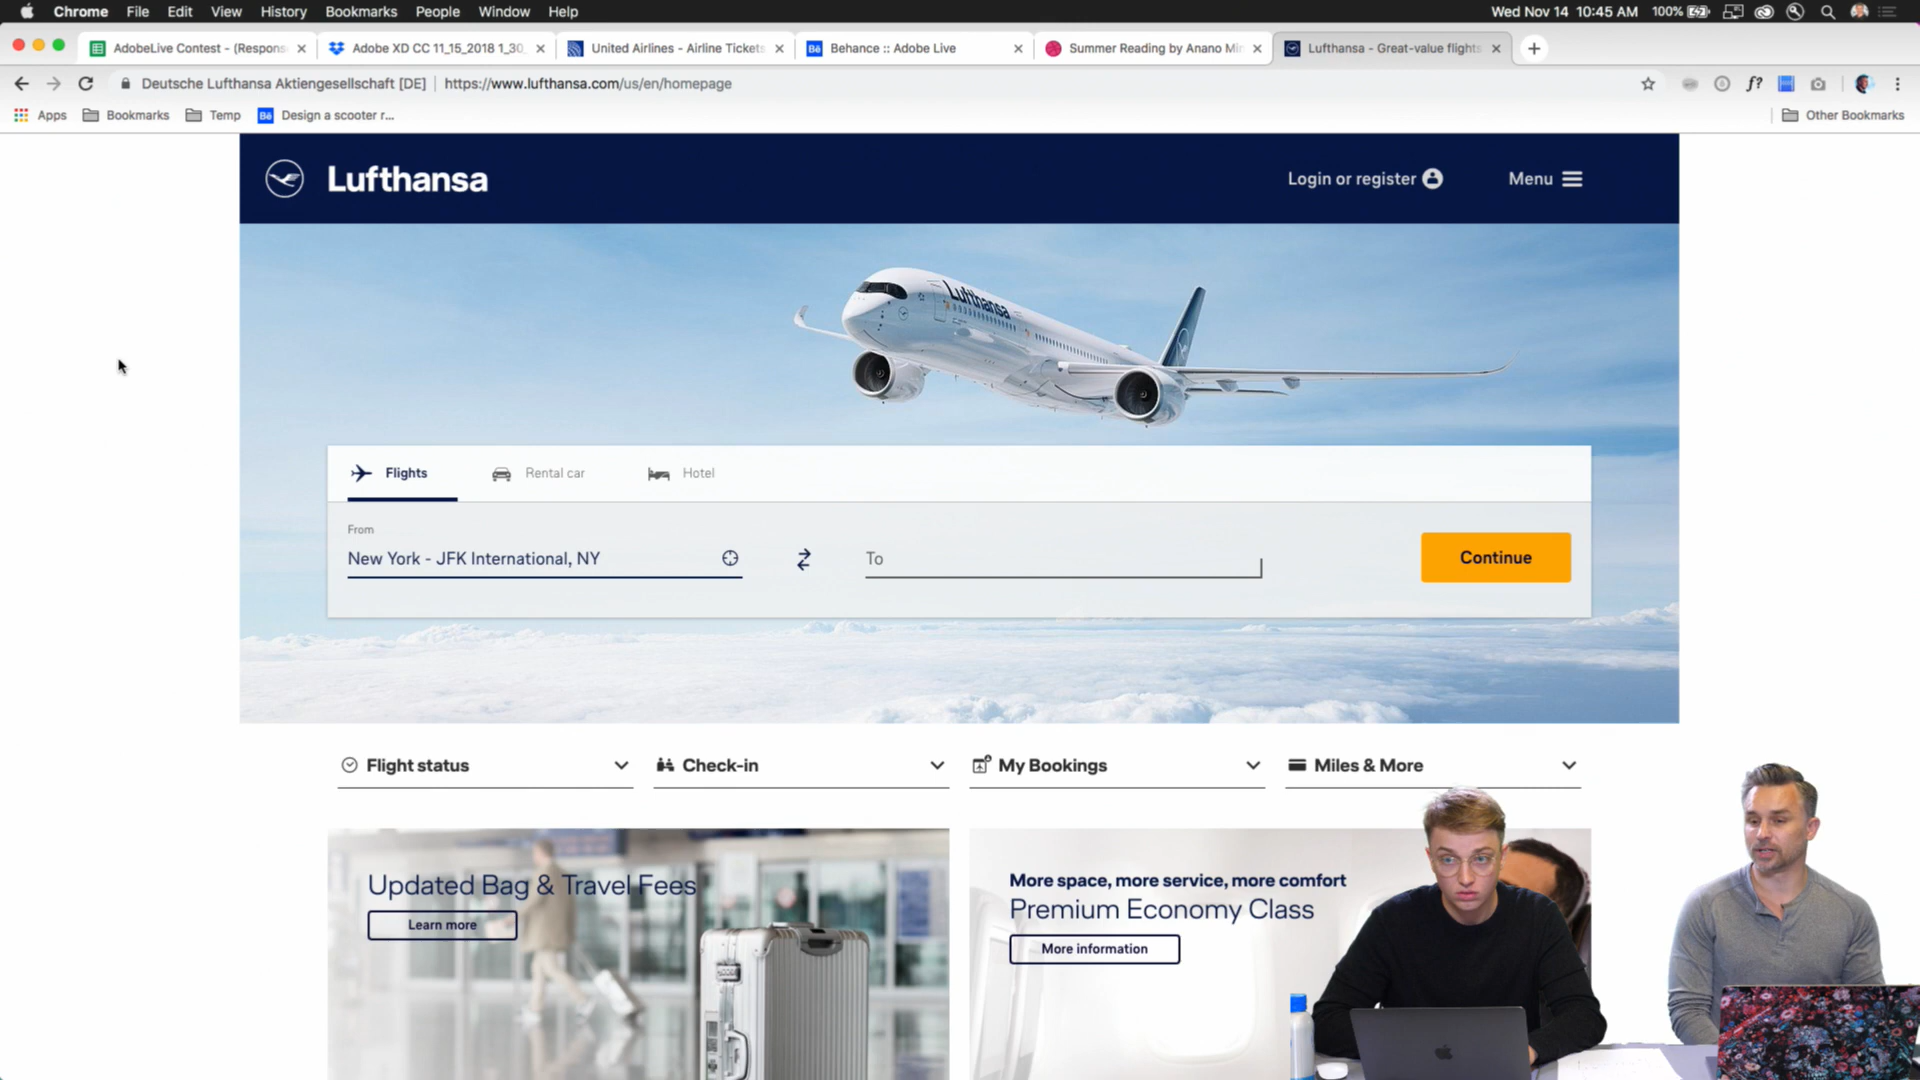 Chrome File Edit View History Bookmarks People Window Help
Wed Nov 14 10:45 AM 100%
AdobeLive Contest - (Respons
Adobe XD CC 11_15_2018 1_30_
United Airlines - Airline Tickets
Bē Behance :: Adobe Live
Summer Reading by Anano Mi
Lufthansa - Great-value flights
Deutsche Lufthansa Aktiengesellschaft [DE] https://www.lufthansa.com/us/en/homepage
f?
Apps Bookmarks Temp Bē Design a scooter r... Other Bookmarks
Lufthansa
Login or register
Menu
Lufthansa
Flights Rental car Hotel
From
New York - JFK International, NY
To
Continue
Flight status Check-in My Bookings Miles & More
Updated Bag & Travel Fees
Learn more
More space, more service, more comfort
Premium Economy Class
More information